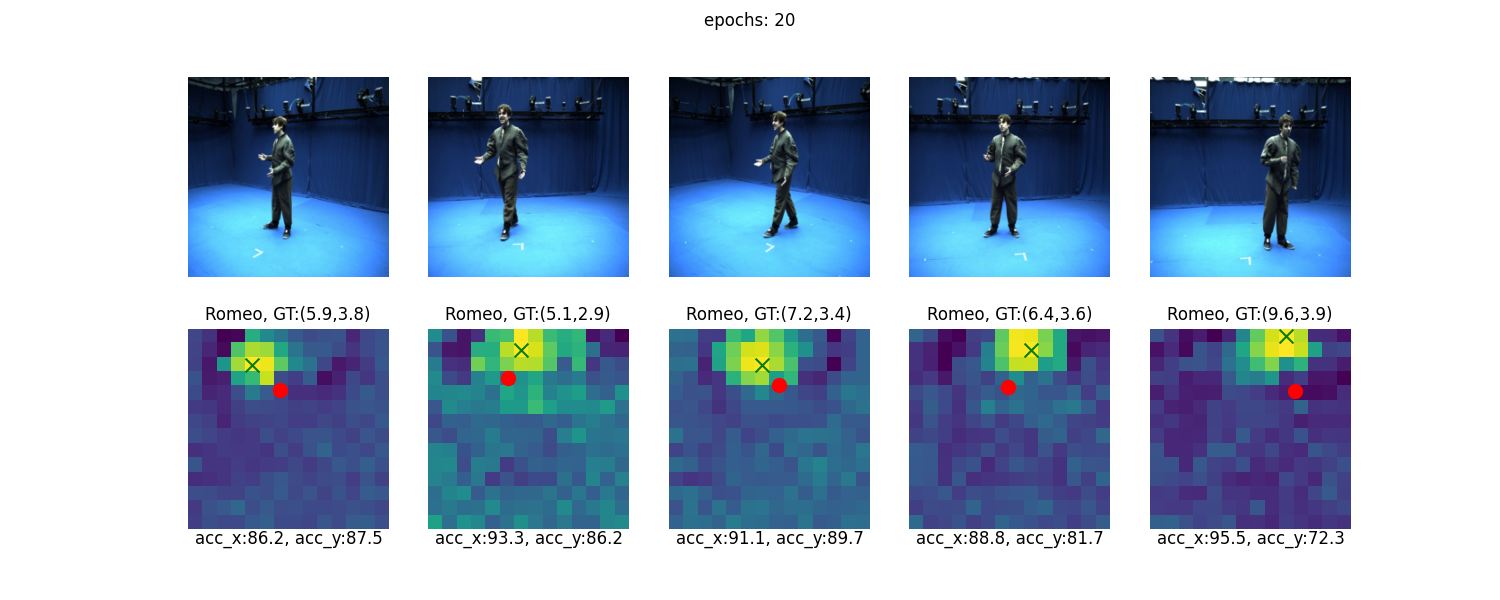 epochs: 20
Romeo, GT:(5.9,3.8)
Romeo, GT:(5.1,2.9)
Romeo, GT:(7.2,3.4)
Romeo, GT:(6.4,3.6)
Romeo, GT:(9.6,3.9)
acc_x:86.2, acc_y:87.5
acc_x:93.3, acc_y:86.2
acc_x:91.1, acc_y:89.7
acc_x:88.8, acc_y:81.7
acc_x:95.5, acc_y:72.3